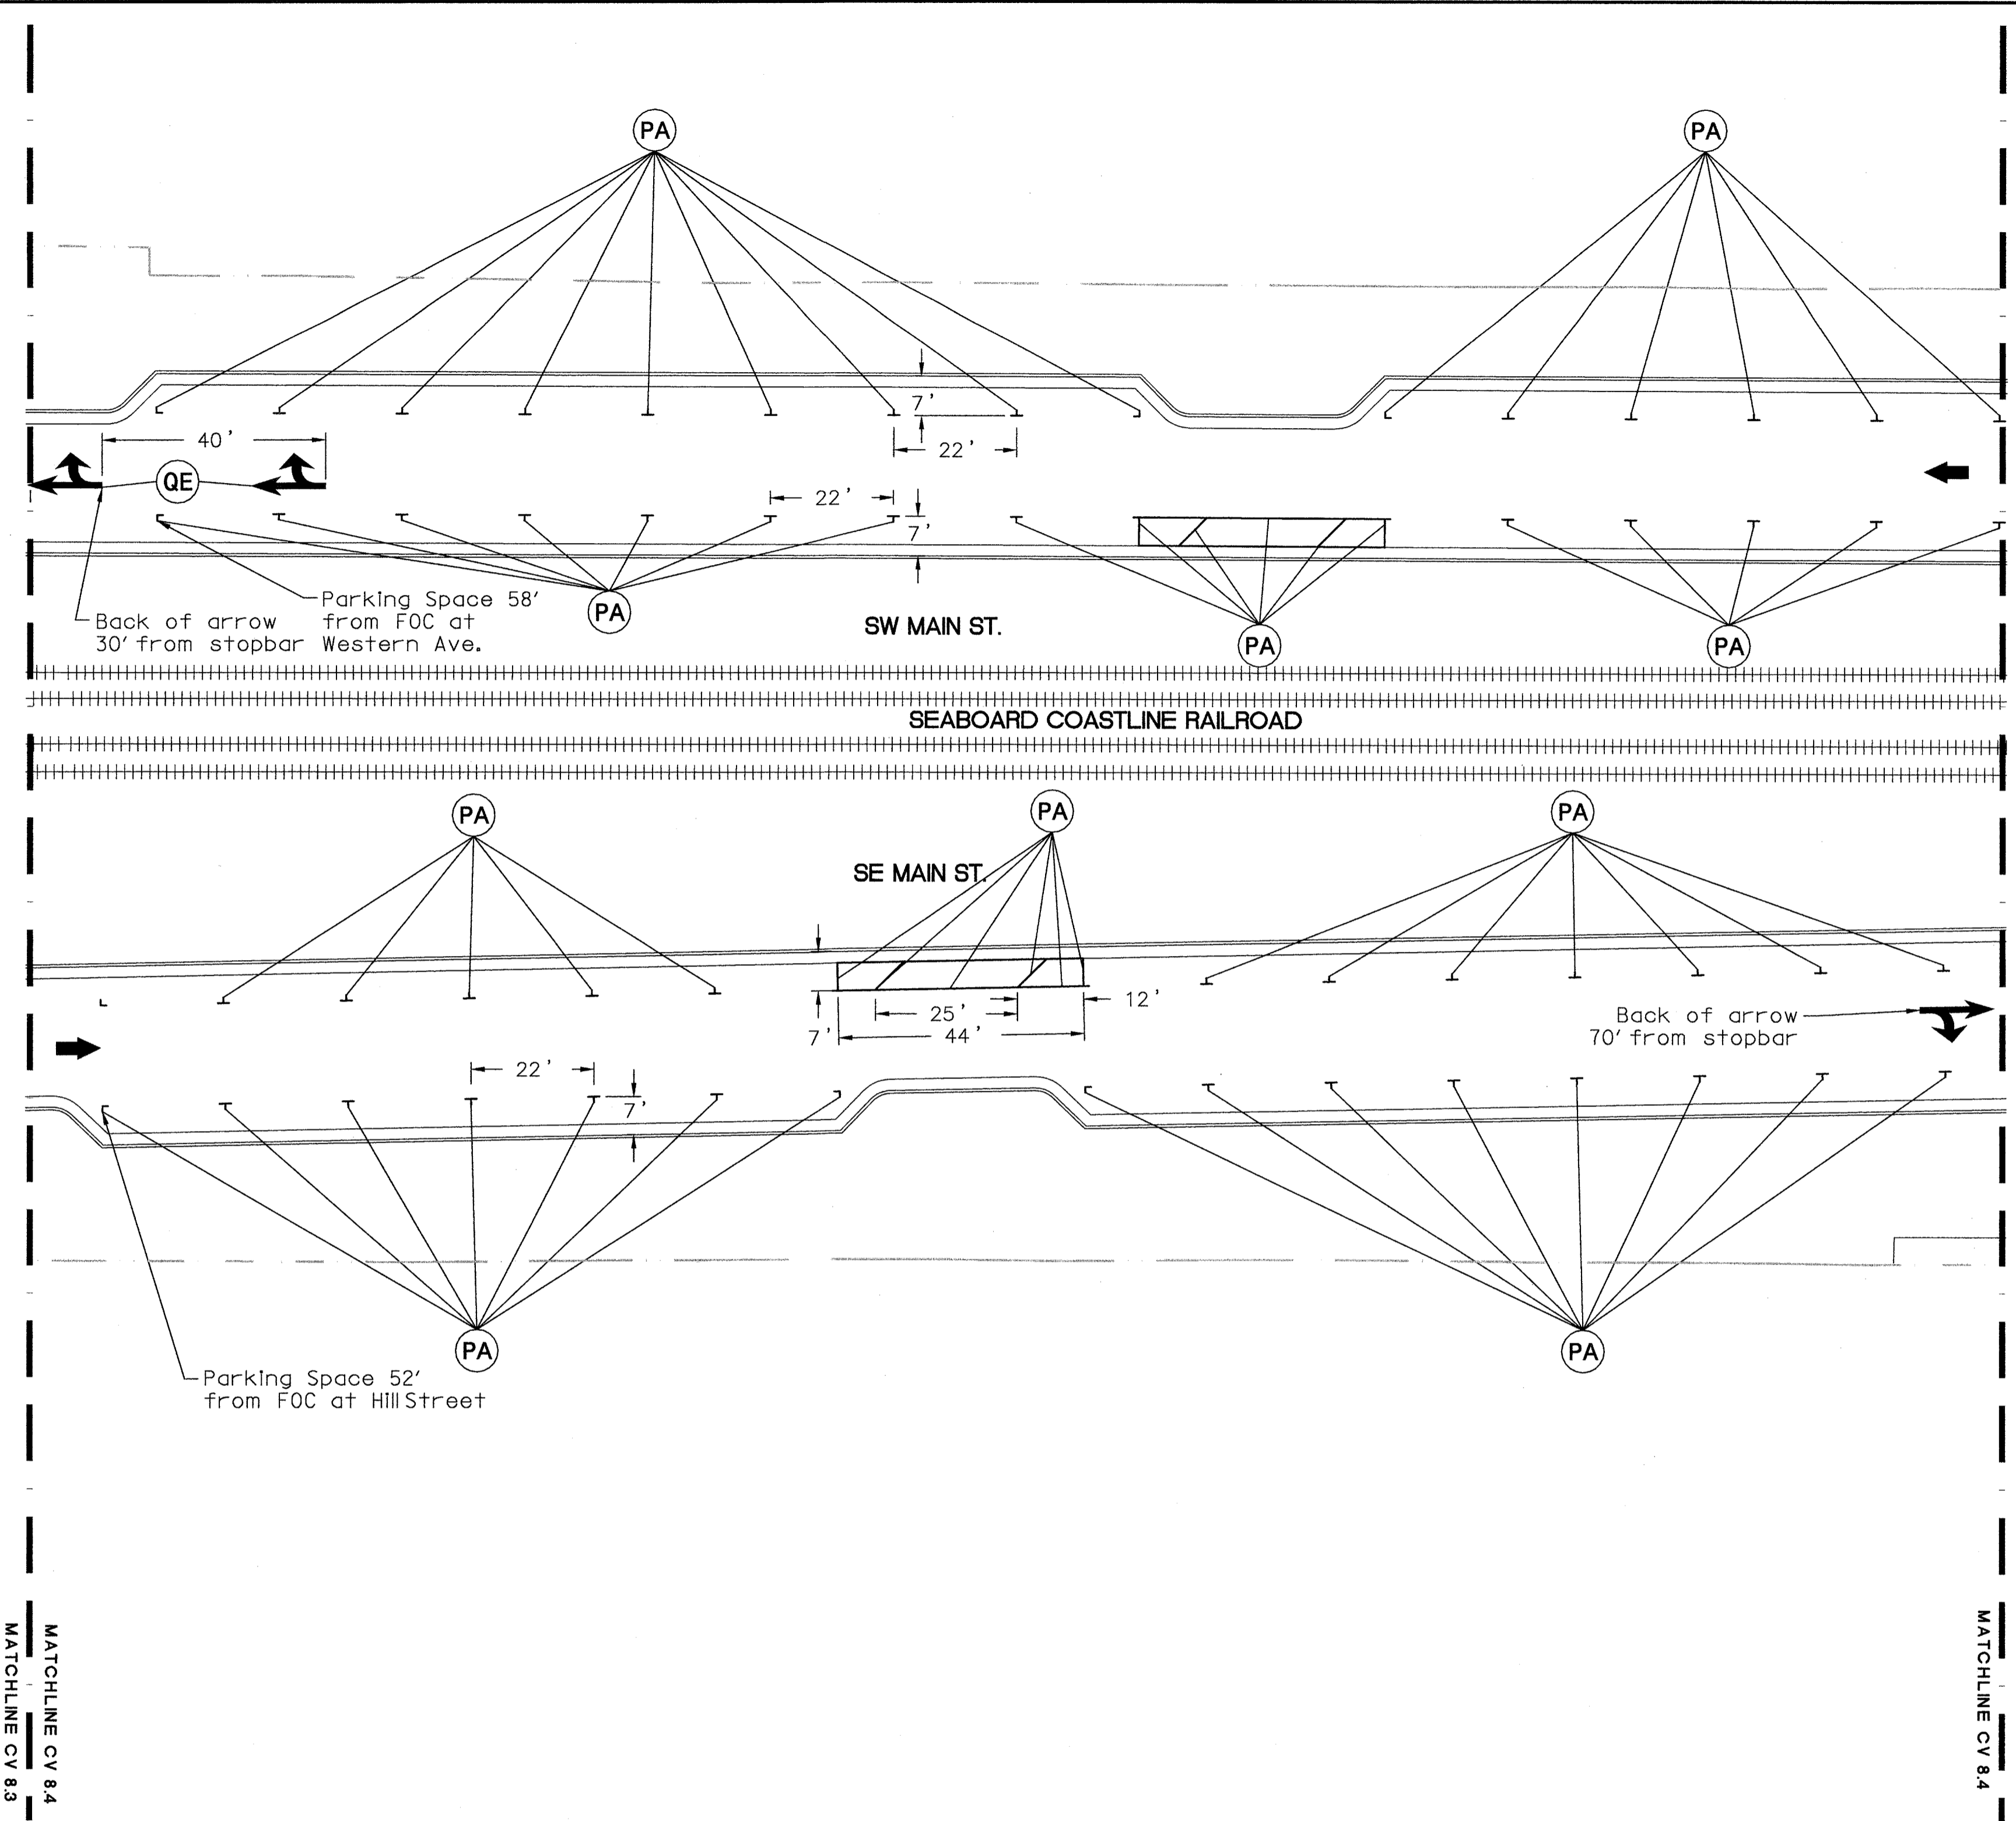 PA
PA
7'
40'
22'
QE
22'
7'
Parking Space 58'
from FOC at
Western Ave.
Back of arrow
30' from stopbar
PA
SW MAIN ST.
PA
PA
SEABOARD COASTLINE RAILROAD
PA
PA
PA
SE MAIN ST.
12'
25'
7'
44'
Back of arrow
70' from stopbar
22'
7'
PA
PA
Parking Space 52'
from FOC at Hill Street
MATCHLINE CV 8.3
MATCHLINE CV 8.4
MATCHLINE CV 8.4